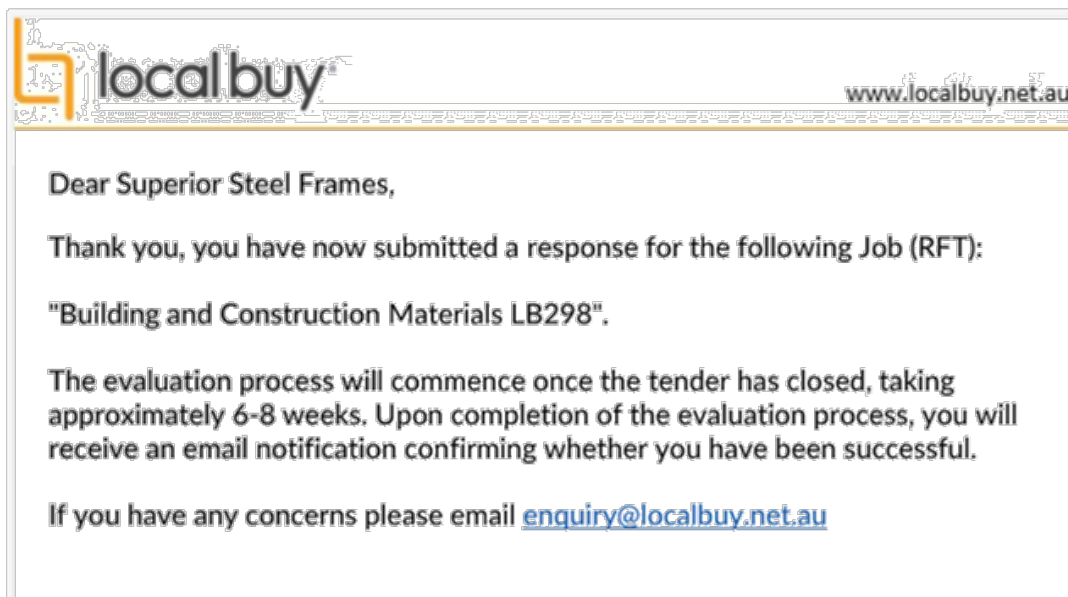 localbuy
www.localbuy.net.au
Dear Superior Steel Frames,
Thank you, you have now submitted a response for the following Job (RFT):
"Building and Construction Materials LB298".
The evaluation process will commence once the tender has closed, taking
approximately 6-8 weeks. Upon completion of the evaluation process, you will
receive an email notification confirming whether you have been successful.
If you have any concerns please email enquiry@localbuy.net.au